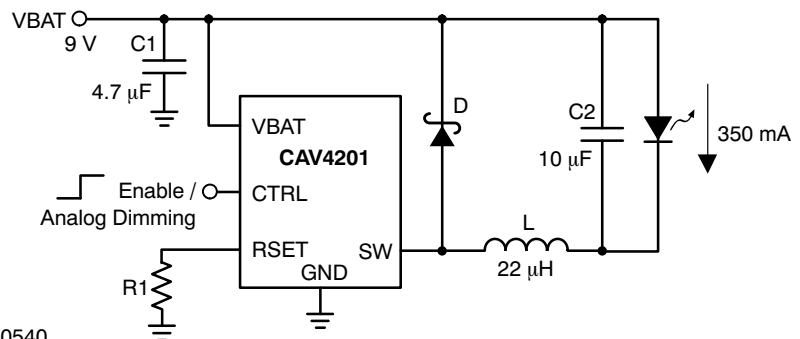 VBAT
9 V
C1
4.7 μF
D
C2
10 μF
350 mA
VBAT
CAV4201
Enable /
Analog Dimming
CTRL
RSET
SW
GND
R1
L
22 μH
0540